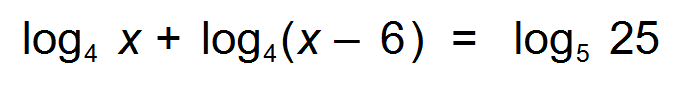 log₄ x + log₄(x – 6) = log₅ 25